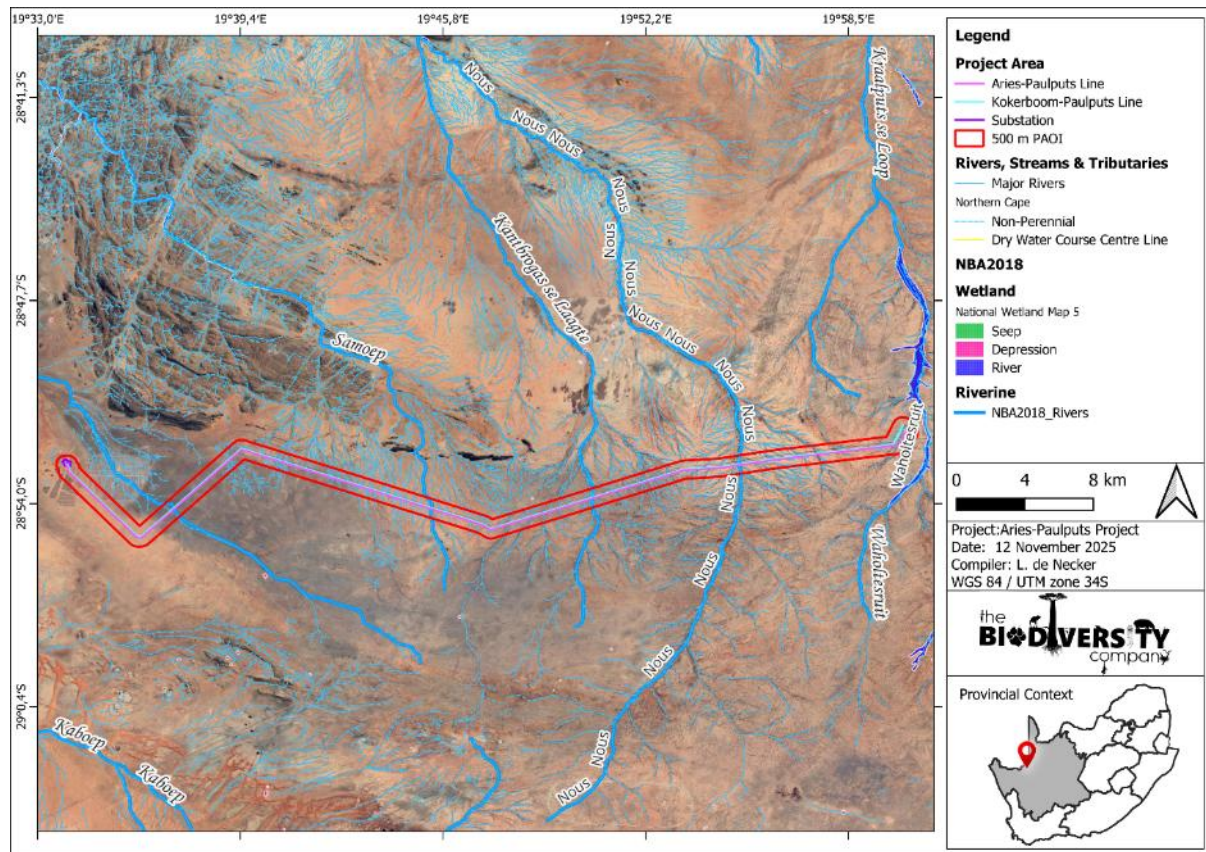 19°33,0'E
19°39,4'E
19°45,8'E
19°52,2'E
19°58,5'E
28°41,3'S
28°47,7'S
28°54,0'S
29°0,4'S
Nous
Nous Nous
Nous
Nous
Nous
Nous Nous
Nous
Nous
Nous
Nous
Nous
Nous
Nous
Kraalputs se Loop
Kantbrogas se Laagte
Samoep
Waholtesruit
Waholtesruit
Kaboep
Kaboep
Legend
Project Area
Aries-Paulputs Line
Kokerboom-Paulputs Line
Substation
500 m PAOI
Rivers, Streams & Tributaries
Major Rivers
Northern Cape
Non-Perennial
Dry Water Course Centre Line
NBA2018
Wetland
National Wetland Map 5
Seep
Depression
River
Riverine
NBA2018_Rivers
0 4 8 km
Project:Aries-Paulputs Project
Date: 12 November 2025
Compiler: L. de Necker
WGS 84 / UTM zone 34S
the
BIODIVERSITY
company
Provincial Context